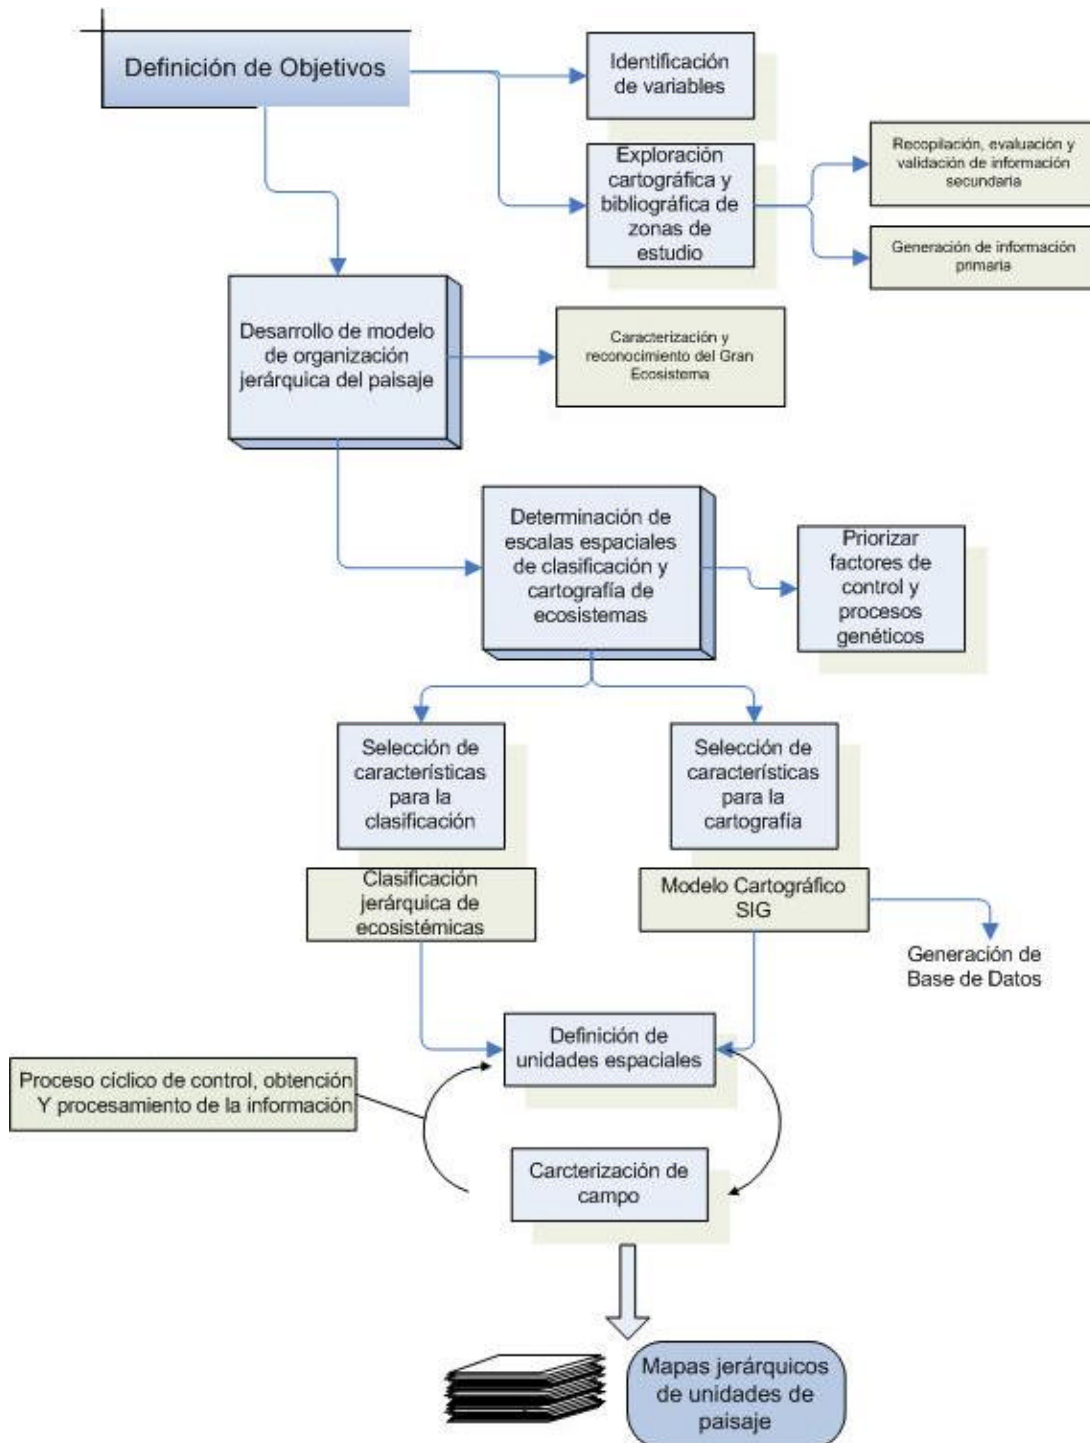 Definición de Objetivos
Identificación
de variables
Exploración
cartográfica y
bibliográfica de
zonas de
estudio
Recopilación, evaluación y
validación de información
secundaria
Generación de información
primaria
Desarrollo de modelo
de organización
jerárquica del paisaje
Caracterización y
reconocimiento del Gran
Ecosistema
Determinación de
escalas espaciales
de clasificación y
cartografía de
ecosistemas
Priorizar
factores de
control y
procesos
genéticos
Selección de
características
para la
clasificación
Selección de
características
para la
cartografía
Clasificación
jerárquica de
ecosistémicas
Modelo Cartográfico
SIG
Generación de
Base de Datos
Definición de
unidades espaciales
Proceso cíclico de control, obtención
Y procesamiento de la información
Carcterización de
campo
Mapas jerárquicos
de unidades de
paisaje